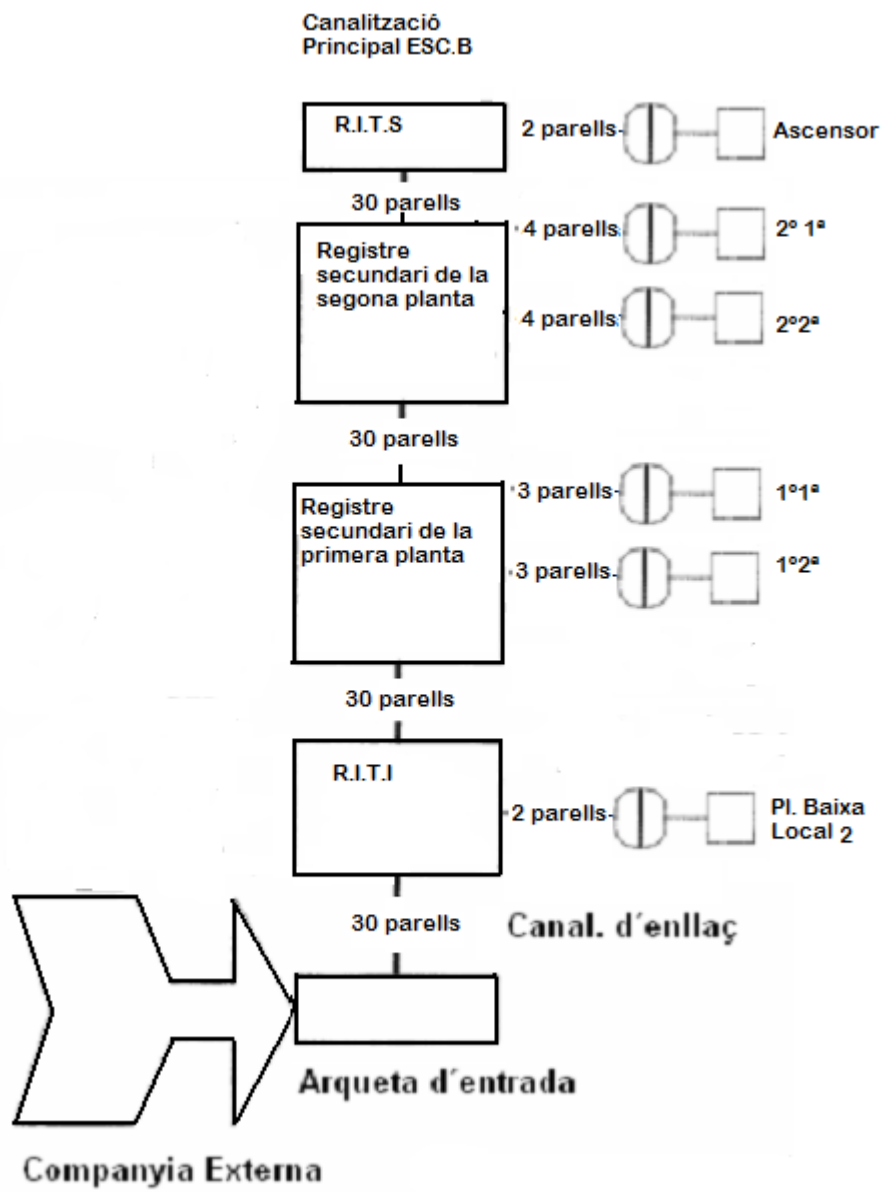 Canalització
Principal ESC.B
R.I.T.S
2 parells
Ascensor
30 parells
Registre
secundari de la
segona planta
4 parells
2º 1ª
4 parells
2º2ª
30 parells
Registre
secundari de la
primera planta
3 parells
1º1ª
3 parells
1º2ª
30 parells
R.I.T.I
2 parells
Pl. Baixa
Local 2
30 parells
Canal. d´enllaç
Arqueta d´entrada
Companyia Externa